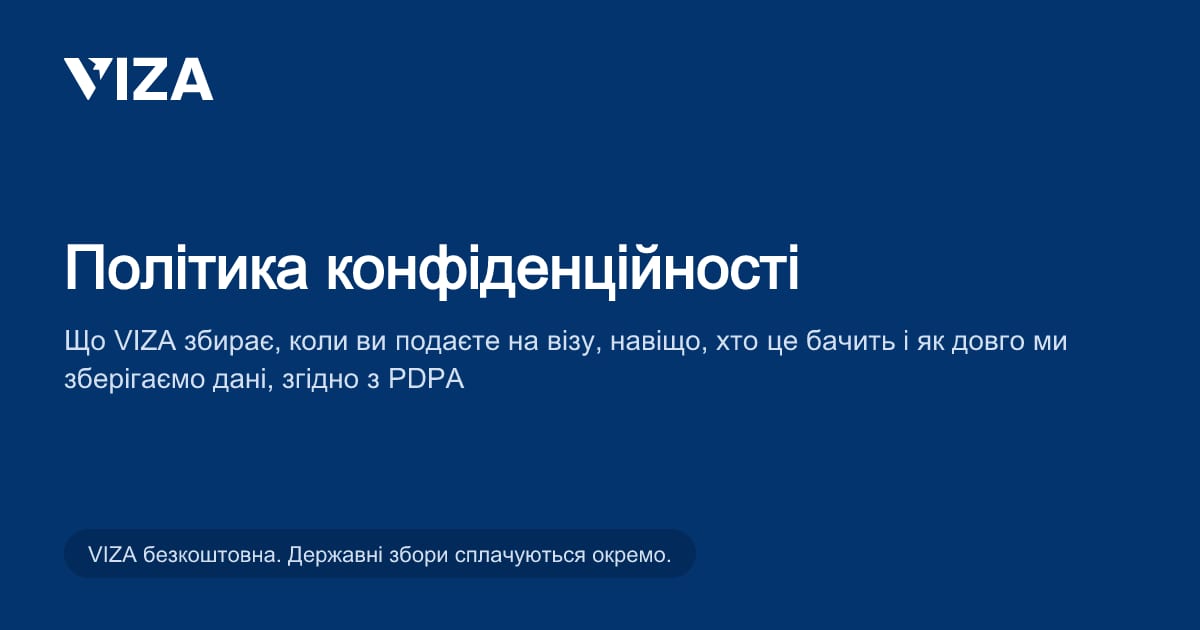 VIZA
Політика конфіденційності
Що VIZA збирає, коли ви подаєте на візу, навіщо, хто це бачить і як довго ми
зберігаємо дані, згідно з PDPA
VIZA безкоштовна. Державні збори сплачуються окремо.